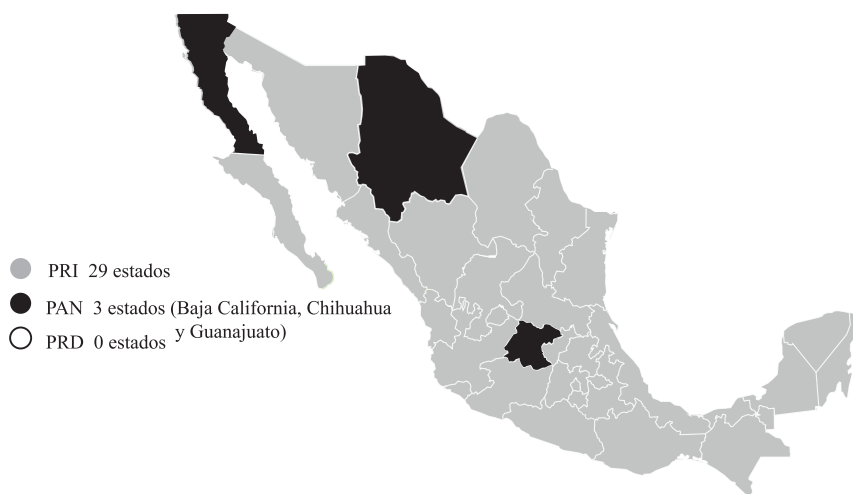 PRI 29 estados
PAN 3 estados (Baja California, Chihuahua
y Guanajuato)
PRD 0 estados